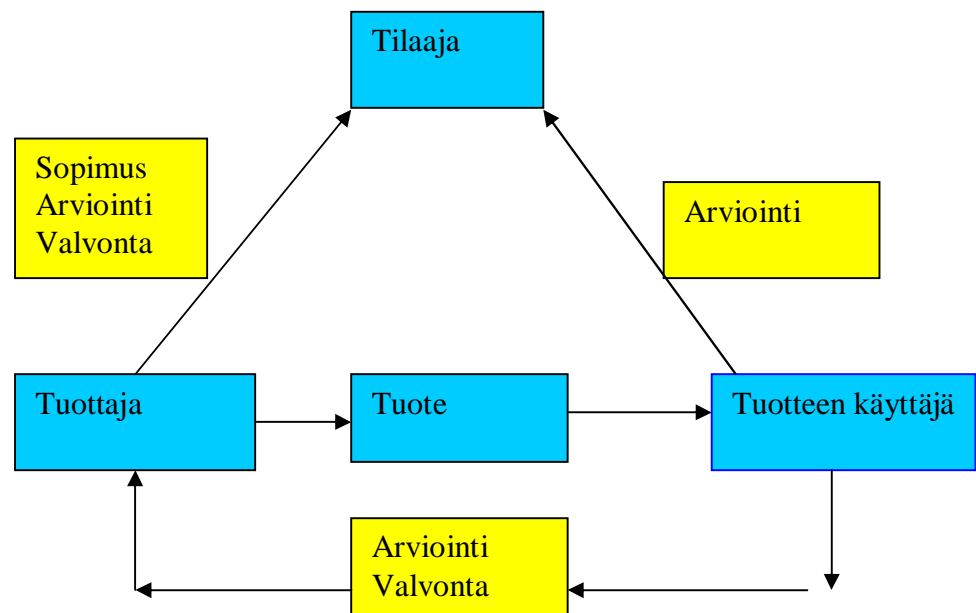 Tilaaja
Sopimus
Arviointi
Valvonta
Arviointi
Tuottaja
Tuote
Tuotteen käyttäjä
Arviointi
Valvonta